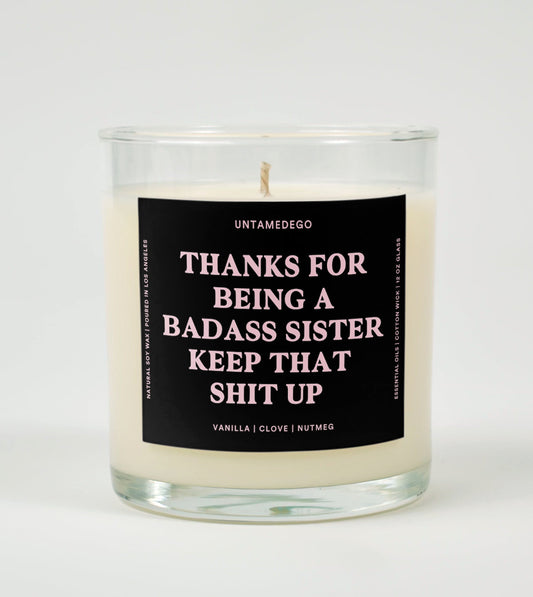 UNTAMEDEGO
THANKS FOR
BEING A
BADASS SISTER
KEEP THAT
SHIT UP
VANILLA | CLOVE | NUTMEG
NATURAL SOY WAX | POURED IN LOS ANGELES
ESSENTIAL OILS | COTTON WICK | 12 OZ GLASS